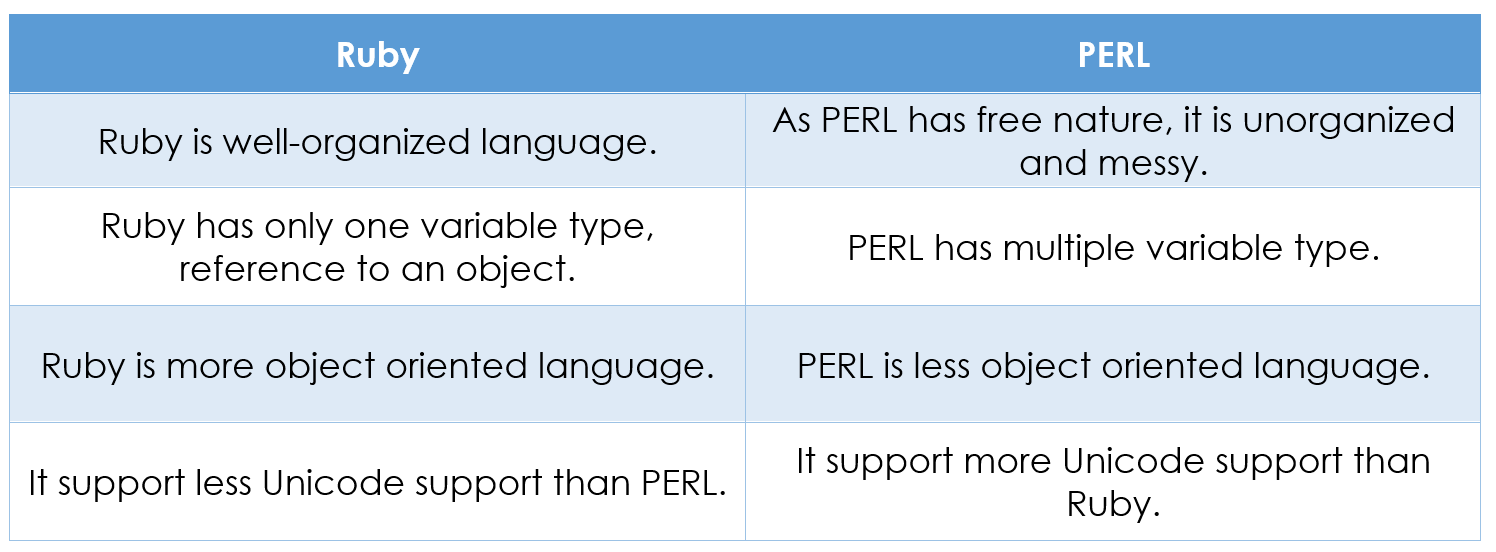 Ruby
PERL
Ruby is well-organized language.
As PERL has free nature, it is unorganized
and messy.
Ruby has only one variable type,
reference to an object.
PERL has multiple variable type.
Ruby is more object oriented language.
PERL is less object oriented language.
It support less Unicode support than PERL.
It support more Unicode support than
Ruby.